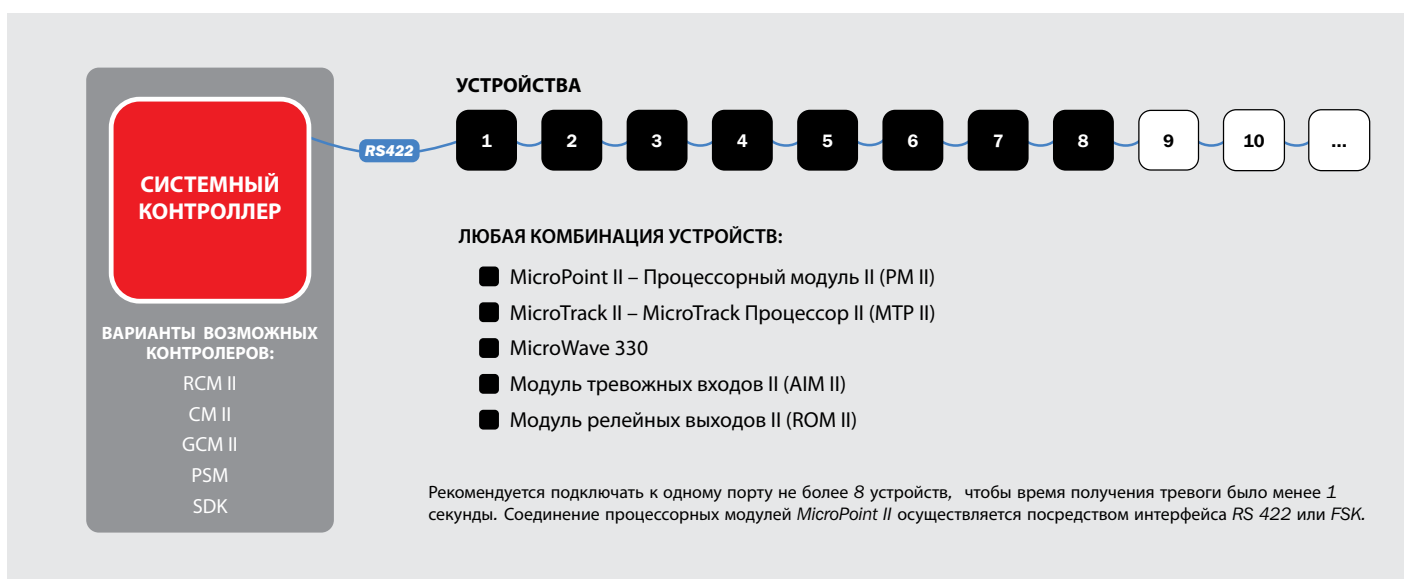 СИСТЕМНЫЙ
КОНТРОЛЛЕР
ВАРИАНТЫ ВОЗМОЖНЫХ
КОНТРОЛЕРОВ:
RCM II
CM II
GCM II
PSM
SDK
RS422
УСТРОЙСТВА
1 2 3 4 5 6 7 8 9 10 ...
ЛЮБАЯ КОМБИНАЦИЯ УСТРОЙСТВ:
MicroPoint II – Процессорный модуль II (PM II)
MicroTrack II – MicroTrack Процессор II (MTP II)
MicroWave 330
Модуль тревожных входов II (AIM II)
Модуль релейных выходов II (ROM II)
Рекомендуется подключать к одному порту не более 8 устройств, чтобы время получения тревоги было менее 1
секунды. Соединение процессорных модулей MicroPoint II осуществляется посредством интерфейса RS 422 или FSK.